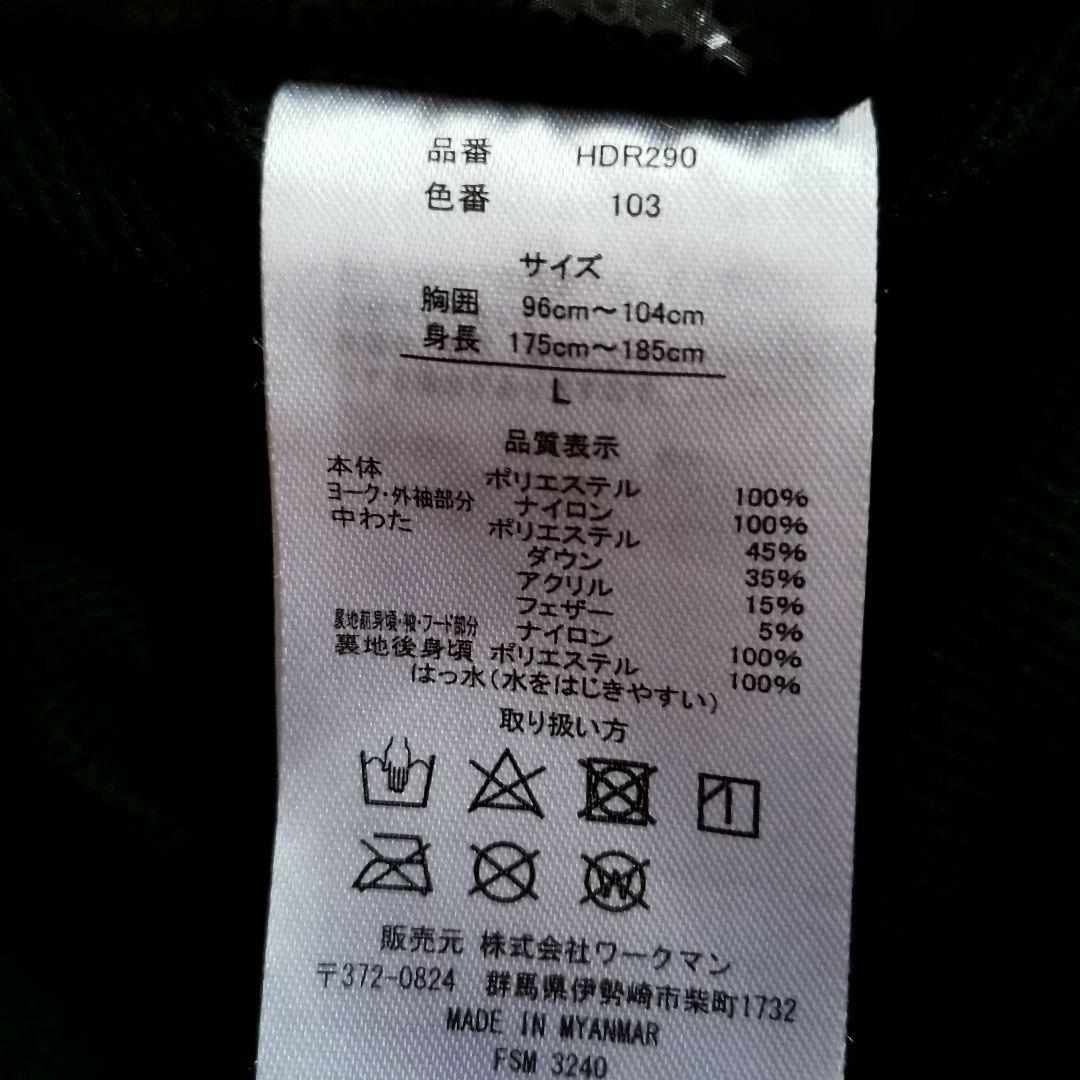 品番 HDR290
色番 103
サイズ
胸囲 96cm〜104cm
身長 175cm〜185cm
L
品質表示
本体 ポリエステル 100%
ヨーク・外袖部分 ナイロン 100%
中わた ポリエステル 45%
ダウン 35%
アクリル 15%
フェザー 5%
裏地前身頃・袖・フード部分 ナイロン 100%
裏地後身頃 ポリエステル 100%
はっ水(水をはじきやすい)
取り扱い方
W
販売元 株式会社ワークマン
〒372-0824 群馬県伊勢崎市柴町1732
MADE IN MYANMAR
FSM 3240